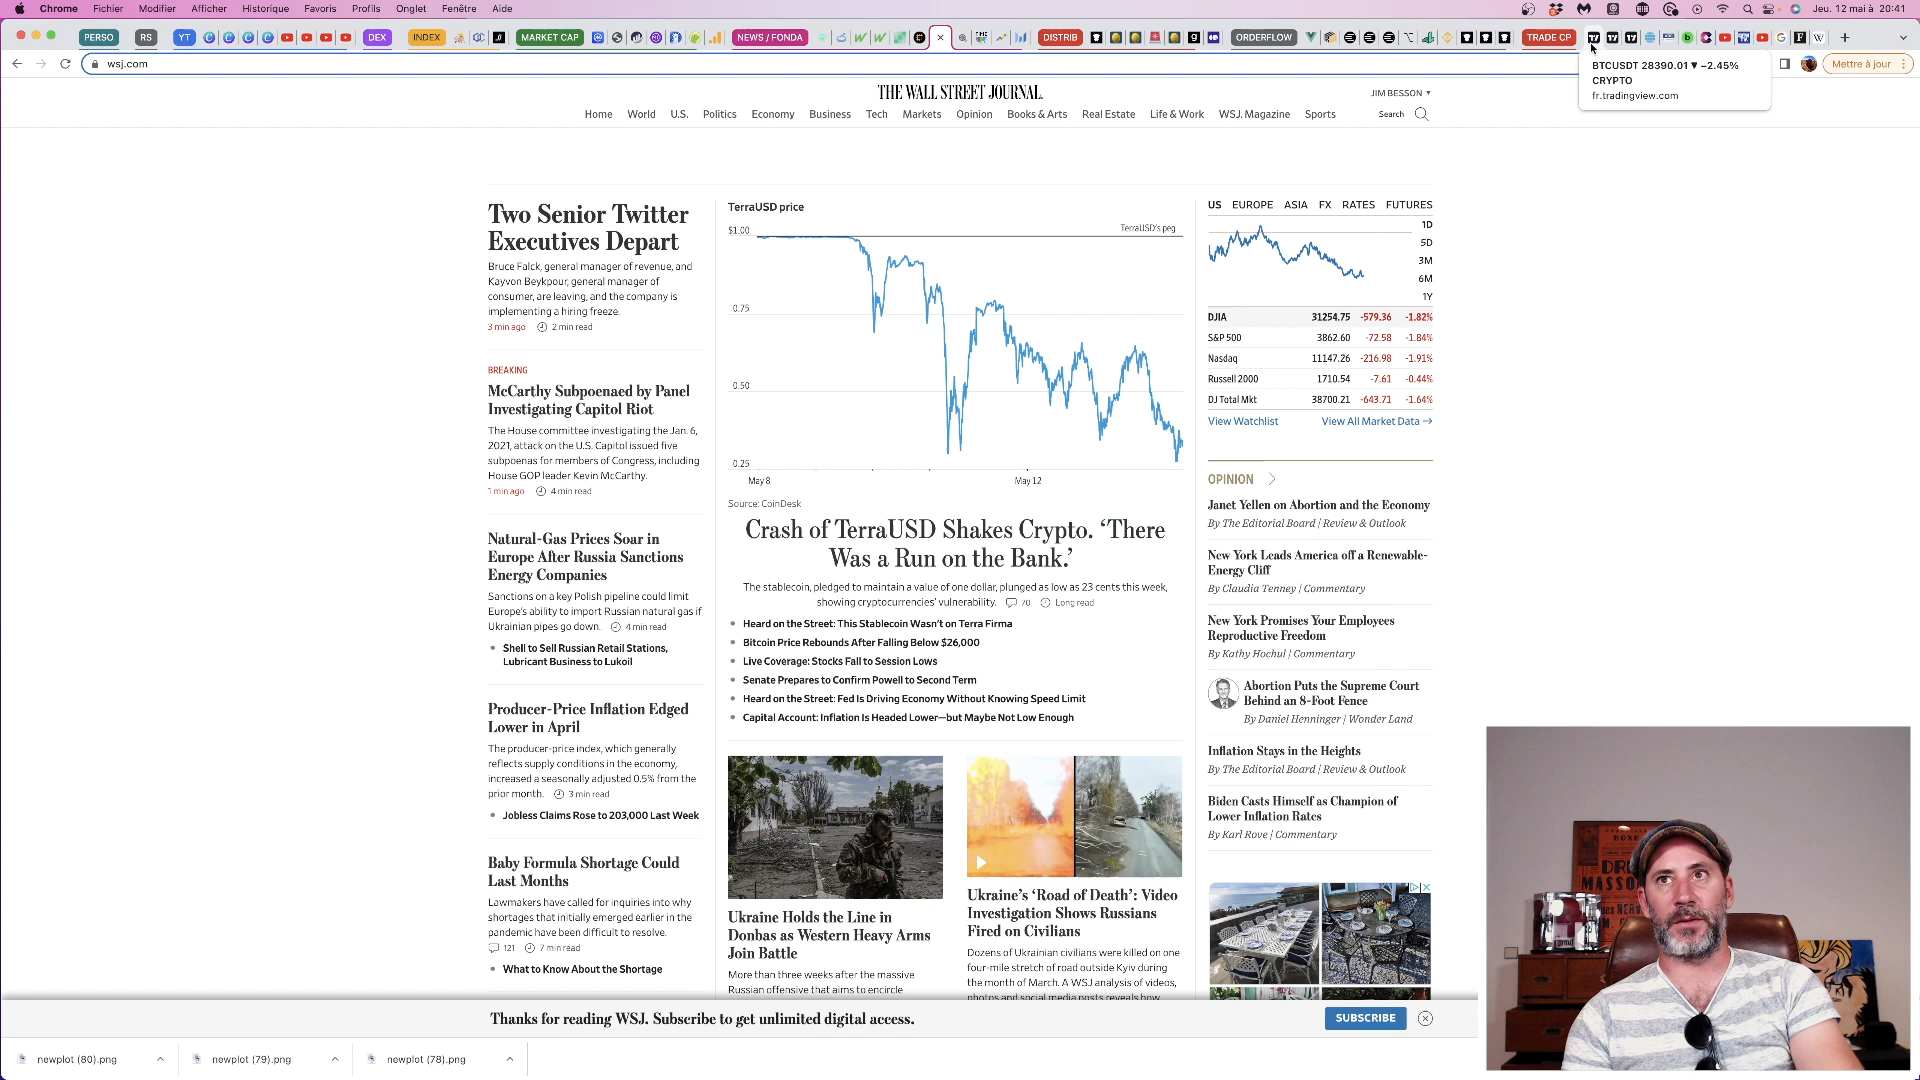 Chrome Fichier Modifier Afficher Historique Favoris Profils Onglet Fenêtre Aide
Jeu. 12 mai à 20:41
PERSO RS YT DEX INDEX MARKET CAP NEWS / FONDA DISTRIB ORDERFLOW TRADE CP
wsj.com
Mettre à jour
BTCUSDT 28390.01 ▼ −2.45%
CRYPTO
fr.tradingview.com
THE WALL STREET JOURNAL.
JIM BESSON
Home World U.S. Politics Economy Business Tech Markets Opinion Books & Arts Real Estate Life & Work WSJ. Magazine Sports
Search
Two Senior Twitter
Executives Depart
Bruce Falck, general manager of revenue, and
Kayvon Beykpour, general manager of
consumer, are leaving, and the company is
implementing a hiring freeze.
3 min ago 2 min read
BREAKING
McCarthy Subpoenaed by Panel
Investigating Capitol Riot
The House committee investigating the Jan. 6,
2021, attack on the U.S. Capitol issued five
subpoenas for members of Congress, including
House GOP leader Kevin McCarthy.
1 min ago 4 min read
Natural-Gas Prices Soar in
Europe After Russia Sanctions
Energy Companies
Sanctions on a key Polish pipeline could limit
Europe's ability to import Russian natural gas if
Ukrainian pipes go down. 4 min read
Shell to Sell Russian Retail Stations,
Lubricant Business to Lukoil
Producer-Price Inflation Edged
Lower in April
The producer-price index, which generally
reflects supply conditions in the economy,
increased a seasonally adjusted 0.5% from the
prior month. 3 min read
Jobless Claims Rose to 203,000 Last Week
Baby Formula Shortage Could
Last Months
Lawmakers have called for inquiries into why
shortages that initially emerged earlier in the
pandemic have been difficult to resolve.
121 7 min read
What to Know About the Shortage
TerraUSD price
$1.00
TerraUSD's peg
0.75
0.50
0.25
May 8 May 12
Source: CoinDesk
Crash of TerraUSD Shakes Crypto. ‘There
Was a Run on the Bank.’
The stablecoin, pledged to maintain a value of one dollar, plunged as low as 23 cents this week,
showing cryptocurrencies' vulnerability. 70 Long read
Heard on the Street: This Stablecoin Wasn't on Terra Firma
Bitcoin Price Rebounds After Falling Below $26,000
Live Coverage: Stocks Fall to Session Lows
Senate Prepares to Confirm Powell to Second Term
Heard on the Street: Fed Is Driving Economy Without Knowing Speed Limit
Capital Account: Inflation Is Headed Lower—but Maybe Not Low Enough
Ukraine Holds the Line in
Donbas as Western Heavy Arms
Join Battle
More than three weeks after the massive
Russian offensive that aims to encircle
Ukraine's ‘Road of Death’: Video
Investigation Shows Russians
Fired on Civilians
Dozens of Ukrainian civilians were killed on one
four-mile stretch of road outside Kyiv during
the month of March. A WSJ analysis of videos,
photos and social media posts reveals how
US EUROPE ASIA FX RATES FUTURES
1D
5D
3M
6M
1Y
DJIA 31254.75 -579.36 -1.82%
S&P 500 3862.60 -72.58 -1.84%
Nasdaq 11147.26 -216.98 -1.91%
Russell 2000 1710.54 -7.61 -0.44%
DJ Total Mkt 38700.21 -643.71 -1.64%
View Watchlist View All Market Data →
OPINION
Janet Yellen on Abortion and the Economy
By The Editorial Board | Review & Outlook
New York Leads America off a Renewable-
Energy Cliff
By Claudia Tenney | Commentary
New York Promises Your Employees
Reproductive Freedom
By Kathy Hochul | Commentary
Abortion Puts the Supreme Court
Behind an 8-Foot Fence
By Daniel Henninger | Wonder Land
Inflation Stays in the Heights
By The Editorial Board | Review & Outlook
Biden Casts Himself as Champion of
Lower Inflation Rates
By Karl Rove | Commentary
Thanks for reading WSJ. Subscribe to get unlimited digital access.
SUBSCRIBE
newplot (80).png newplot (79).png newplot (78).png